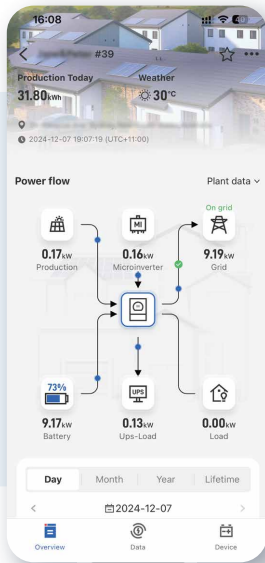 16:08
#39
Production Today
Weather
31.80kWh
30°C
2024-12-07 19:07:19 (UTC+11:00)
Power flow
Plant data
On grid
MI
0.17kW
0.16kW
9.19kW
Production
Microinverter
Grid
73%
UPS
9.17kW
0.13kW
0.00kW
Battery
Ups-Load
Load
Day
Month
Year
Lifetime
2024-12-07
Overview
Data
Device